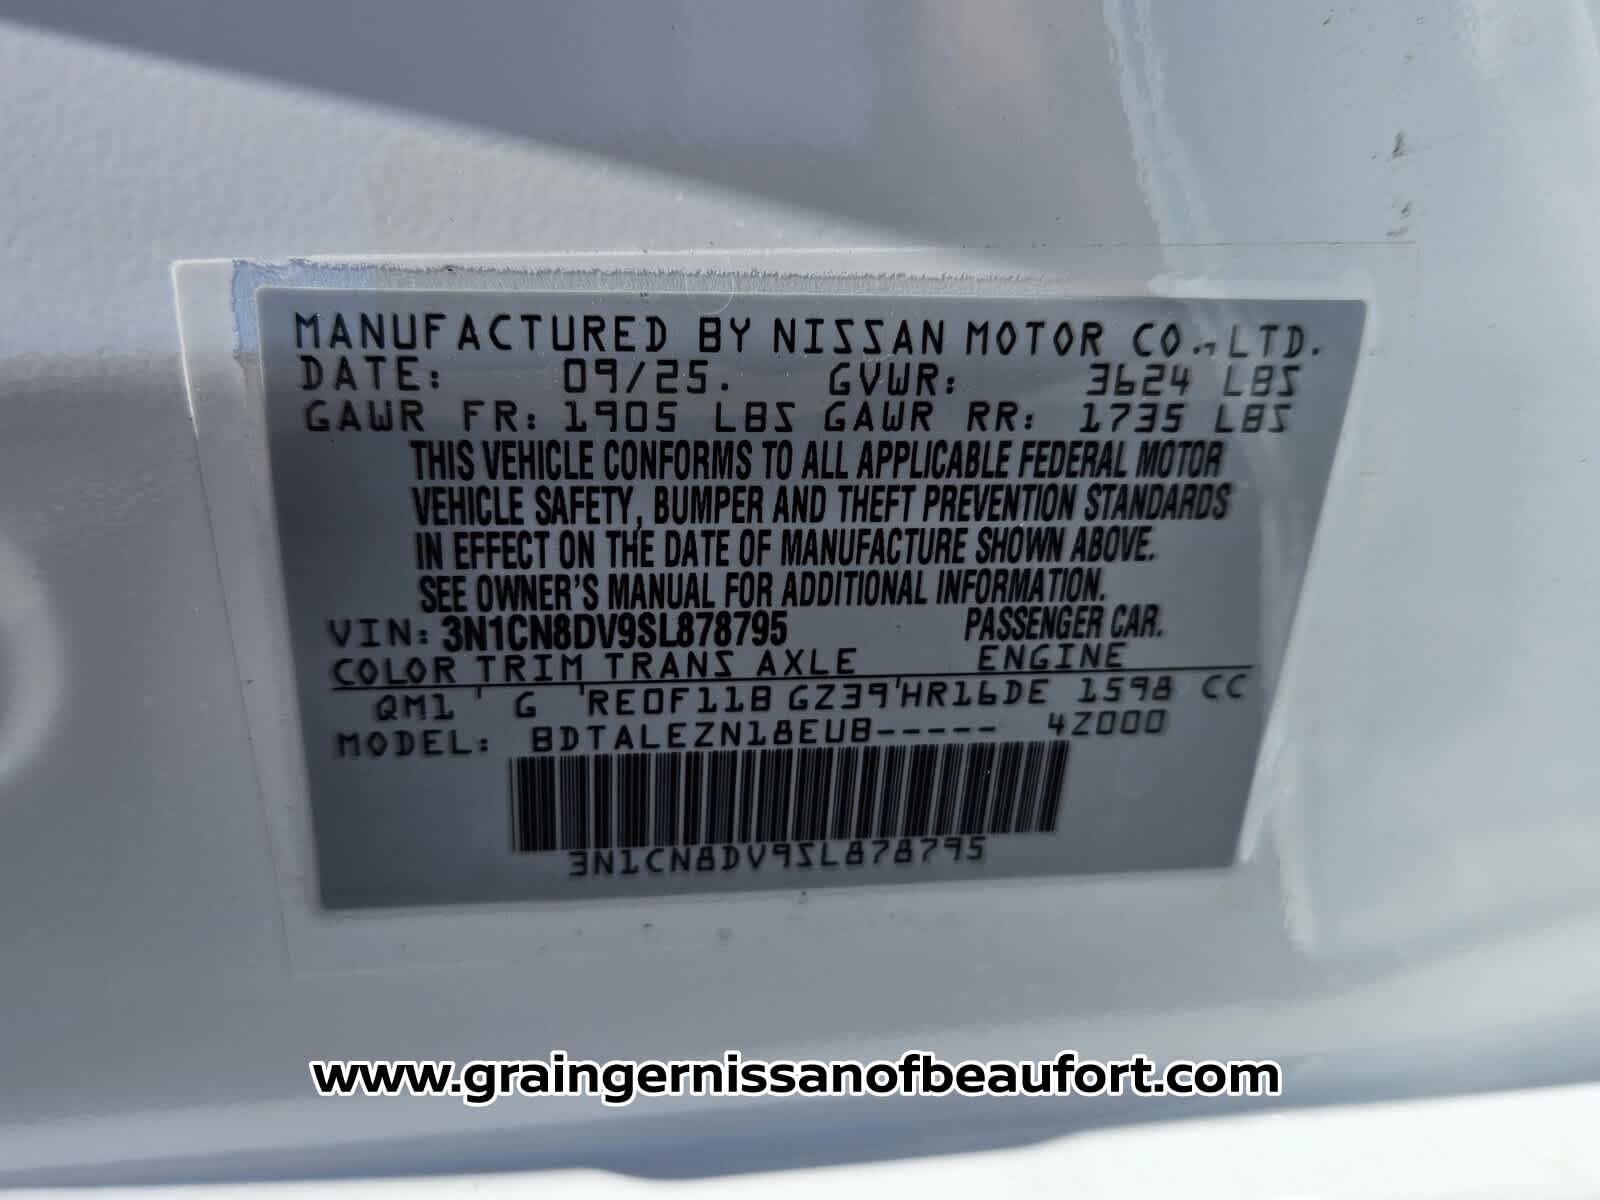 MANUFACTURED BY NISSAN MOTOR CO., LTD.
DATE: 09/25. GVWR: 3624 LBS
GAWR FR: 1905 LBS GAWR RR: 1735 LBS
THIS VEHICLE CONFORMS TO ALL APPLICABLE FEDERAL MOTOR
VEHICLE SAFETY, BUMPER AND THEFT PREVENTION STANDARDS
IN EFFECT ON THE DATE OF MANUFACTURE SHOWN ABOVE.
SEE OWNER'S MANUAL FOR ADDITIONAL INFORMATION.
VIN: 3N1CN8DV9SL878795 PASSENGER CAR.
COLOR TRIM TRANS AXLE ENGINE
QM1 ' G 'RE0F11B GZ39'HR16DE 1598 CC
MODEL: BDTALEZN18EUB----- 4Z000
3N1CN8DV9SL878795
www.graingernissanofbeaufort.com